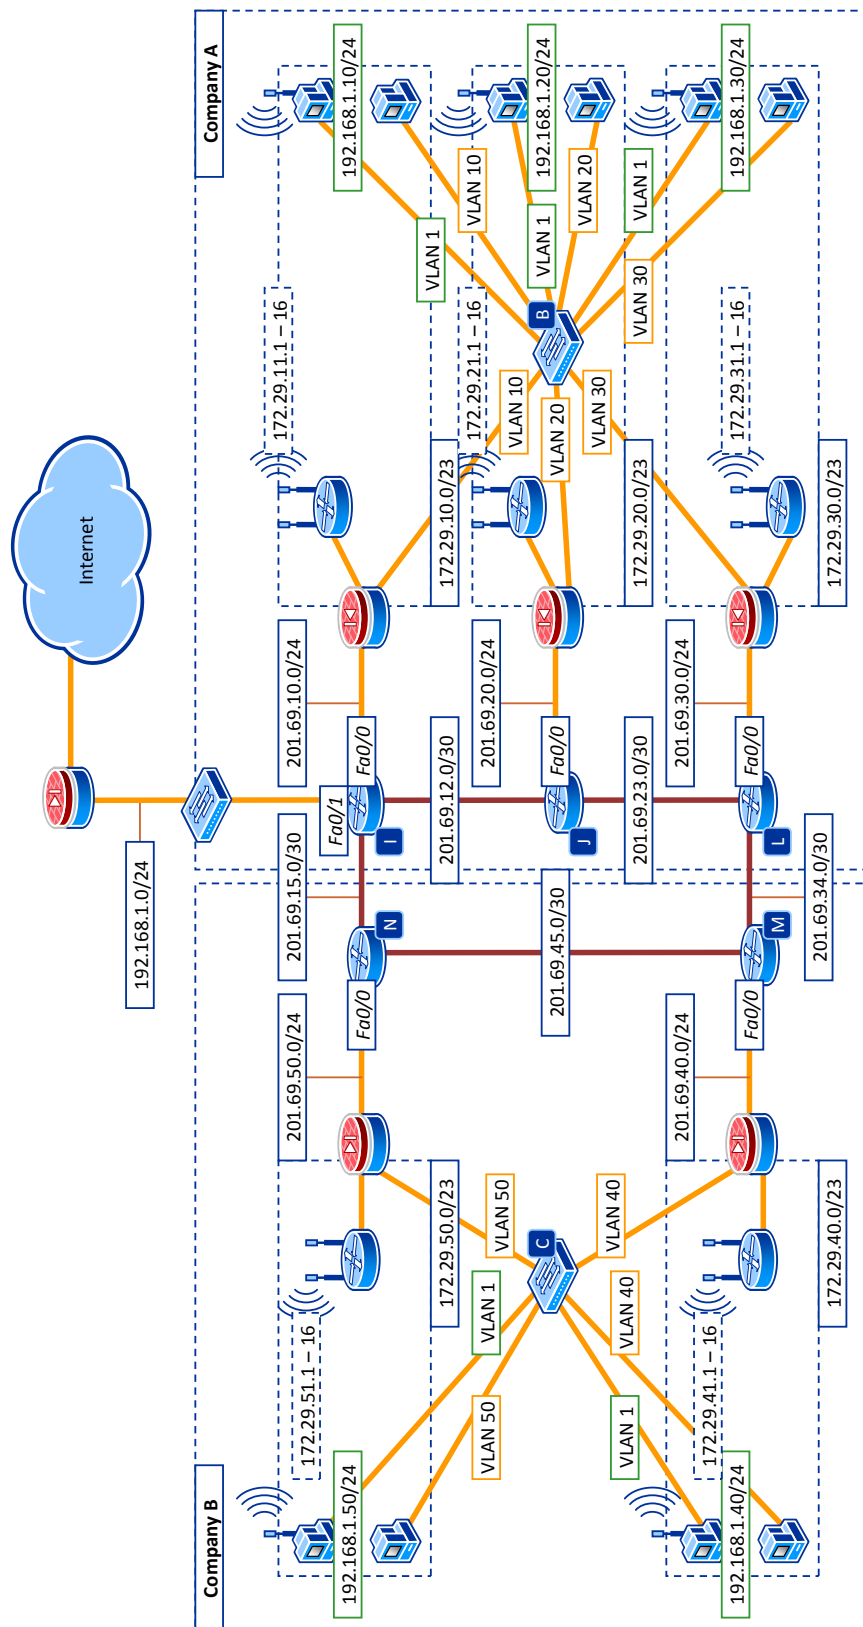 Company B
192.168.1.50/24
192.168.1.40/24
172.29.51.1 – 16
172.29.41.1 – 16
VLAN 50
VLAN 1
VLAN 1
VLAN 40
C
VLAN 50
VLAN 40
172.29.50.0/23
172.29.40.0/23
201.69.50.0/24
201.69.40.0/24
Fa0/0
Fa0/0
N
M
192.168.1.0/24
201.69.15.0/30
201.69.45.0/30
201.69.34.0/30
Internet
Company A
Fa0/1
I
J
L
201.69.12.0/30
201.69.23.0/30
Fa0/0
Fa0/0
Fa0/0
201.69.10.0/24
201.69.20.0/24
201.69.30.0/24
172.29.10.0/23
172.29.20.0/23
172.29.30.0/23
172.29.11.1 – 16
172.29.21.1 – 16
172.29.31.1 – 16
VLAN 10
VLAN 20
VLAN 30
B
VLAN 1
VLAN 10
VLAN 1
VLAN 20
VLAN 1
VLAN 30
192.168.1.10/24
192.168.1.20/24
192.168.1.30/24